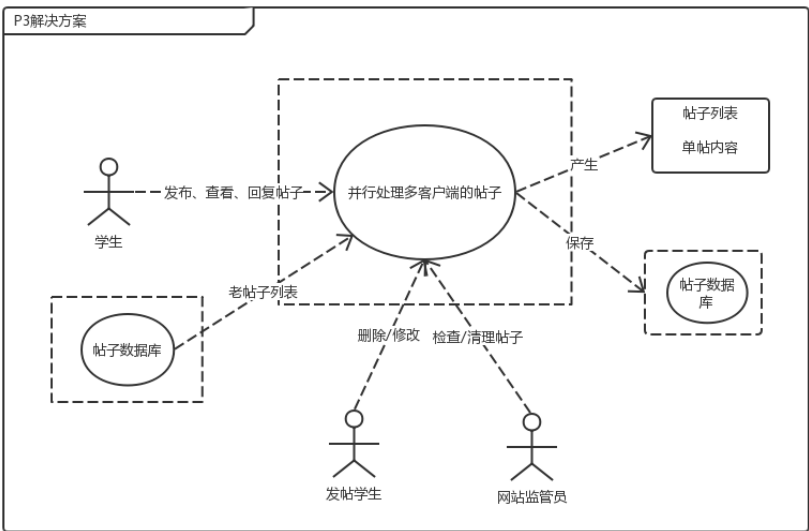 P3解决方案
帖子列表
单帖内容
产生
发布、查看、回复帖子
并行处理多客户端的帖子
学生
保存
老帖子列表
帖子数据
库
帖子数据库
删除/修改
检查/清理帖子
发帖学生
网站监管员